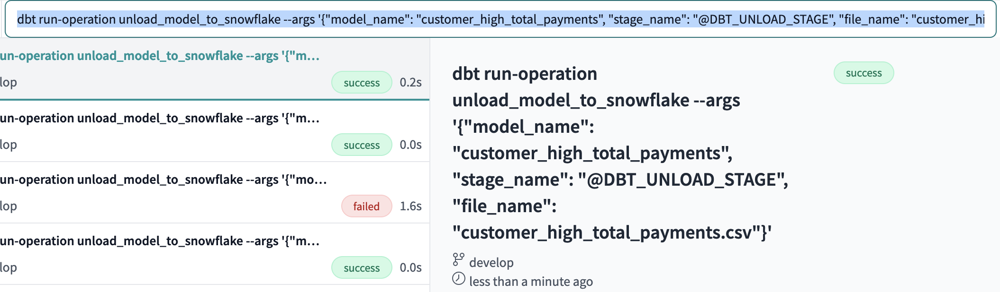 dbt run-operation unload_model_to_snowflake --args '{"model_name": "customer_high_total_payments", "stage_name": "@DBT_UNLOAD_STAGE", "file_name": "customer_hi
un-operation unload_model_to_snowflake --args '{"m...
lop
success 0.2s
un-operation unload_model_to_snowflake --args '{"m...
lop
success 0.0s
un-operation unload_model_to_snowflake --args '{"mo...
lop
failed 1.6s
un-operation unload_model_to_snowflake --args '{"m...
lop
success 0.0s
dbt run-operation
success
unload_model_to_snowflake --args
'{"model_name":
"customer_high_total_payments",
"stage_name": "@DBT_UNLOAD_STAGE",
"file_name":
"customer_high_total_payments.csv"}'
develop
less than a minute ago